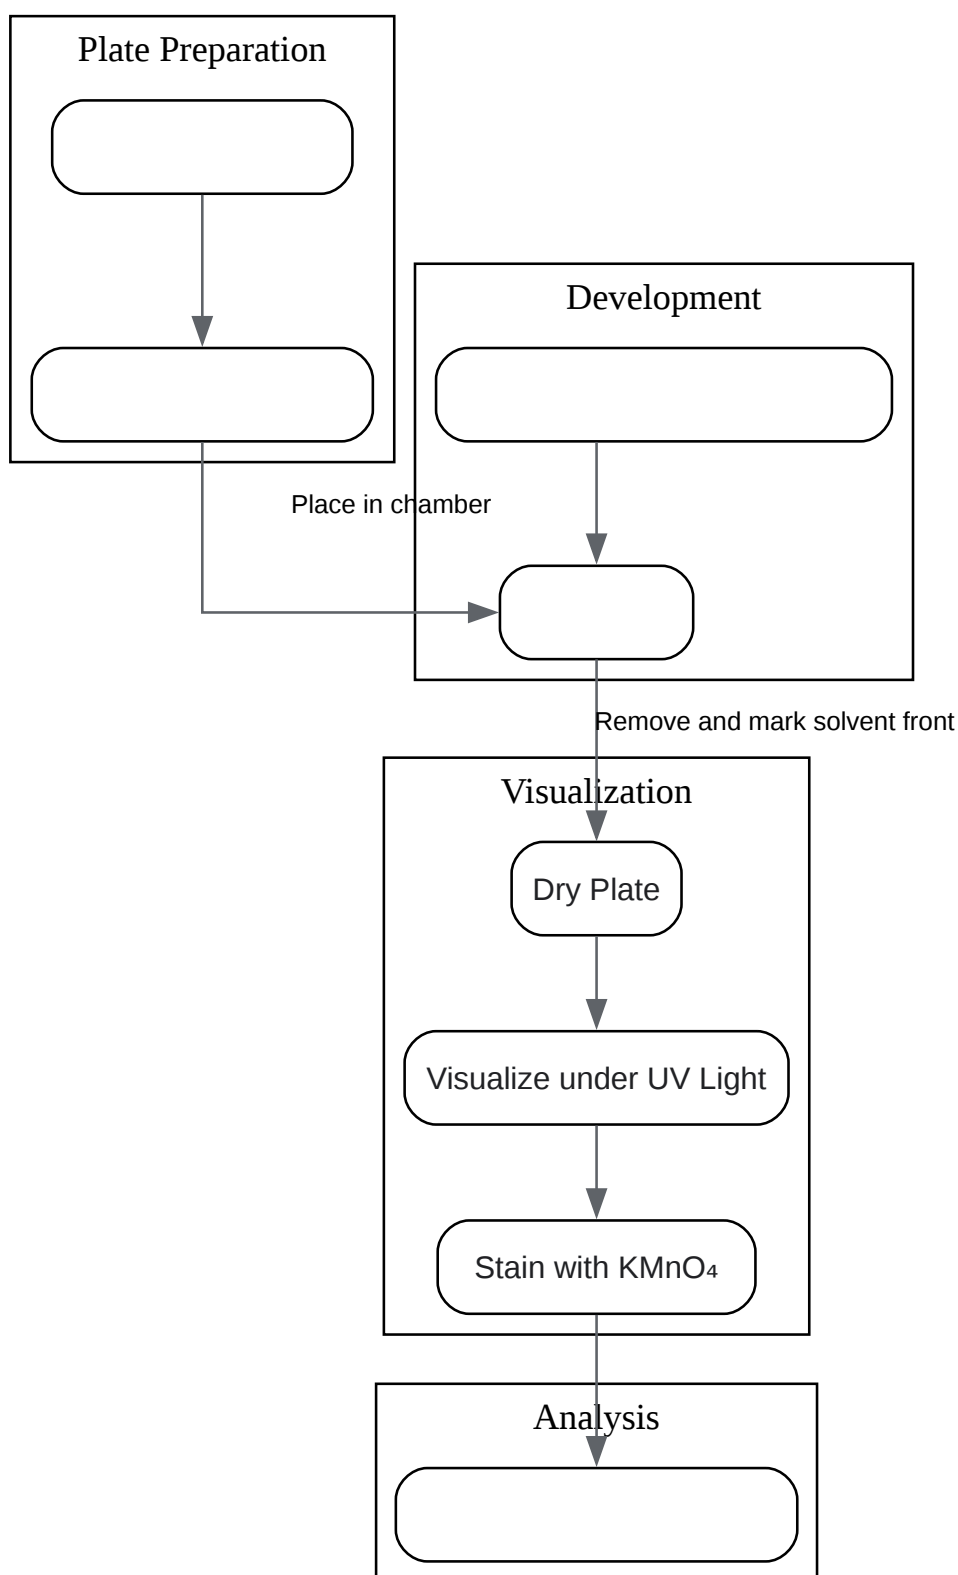 Plate Preparation
Development
Place in chamber
Remove and mark solvent front
Visualization
Dry Plate
Visualize under UV Light
Stain with KMnO₄
Analysis